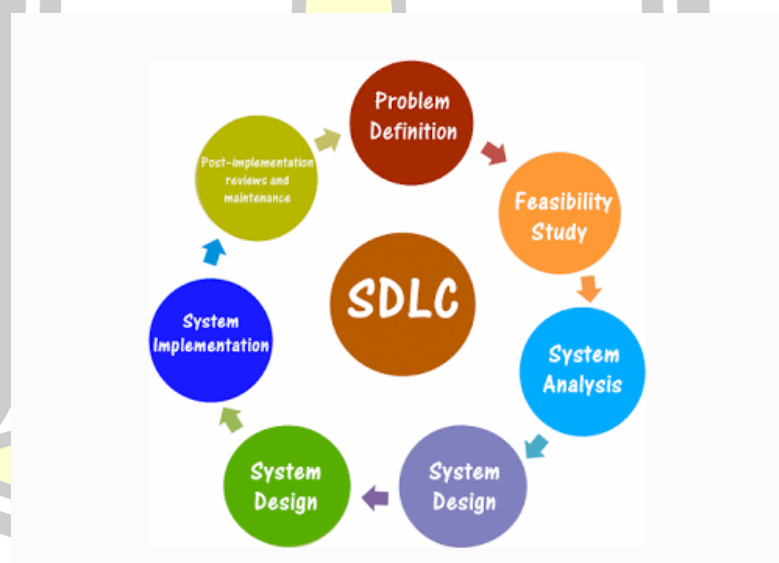 Problem
Definition
Feasibility
Study
System
Analysis
System
Design
System
Design
System
Implementation
Post-implementation
reviews and
maintenance
SDLC